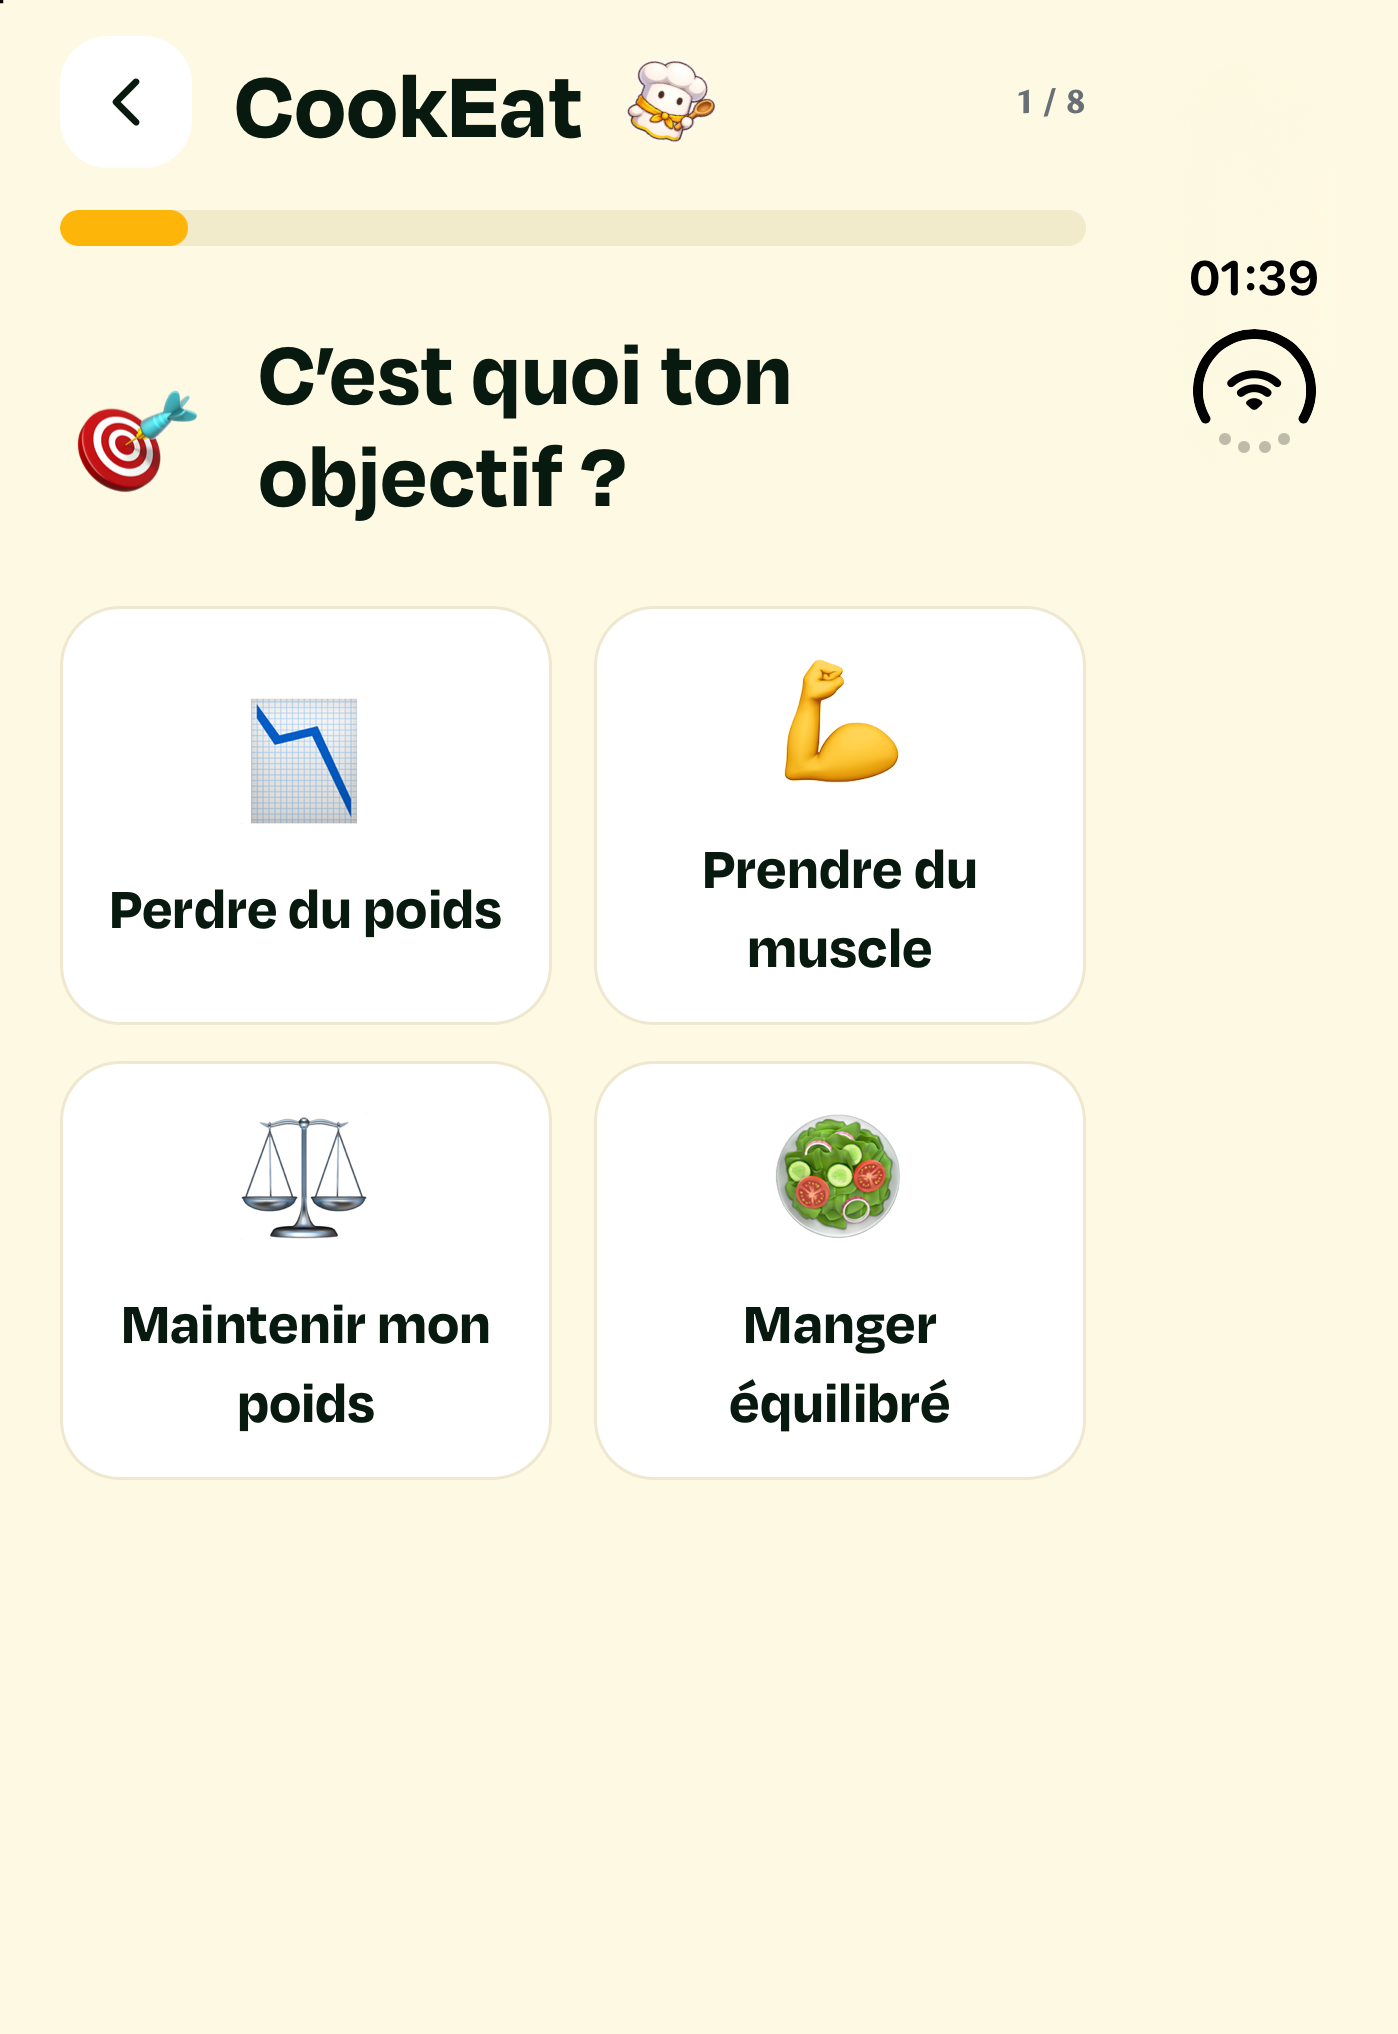 CookEat
1 / 8
01:39
C’est quoi ton
objectif ?
Perdre du poids
Prendre du
muscle
Maintenir mon
poids
Manger
équilibré